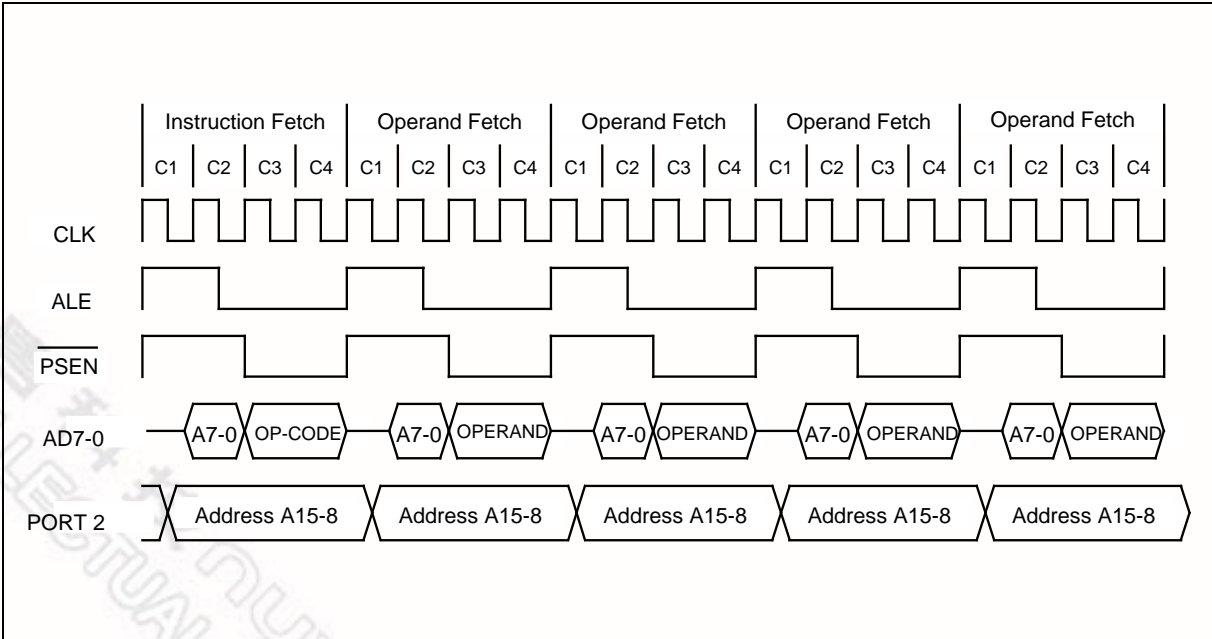 Instruction Fetch Operand Fetch Operand Fetch Operand Fetch Operand Fetch
C1 C2 C3 C4 C1 C2 C3 C4 C1 C2 C3 C4 C1 C2 C3 C4 C1 C2 C3 C4
CLK
ALE
PSEN
AD7-0 A7-0 OP-CODE A7-0 OPERAND A7-0 OPERAND A7-0 OPERAND A7-0 OPERAND
PORT 2 Address A15-8 Address A15-8 Address A15-8 Address A15-8 Address A15-8